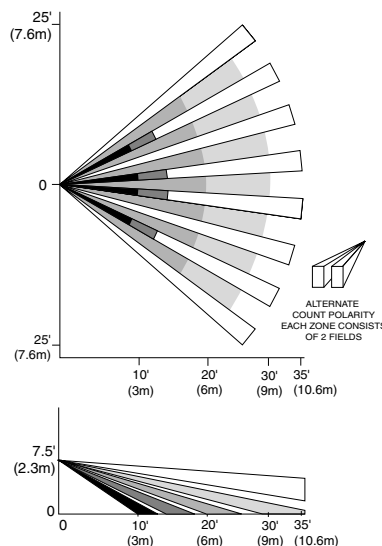 25'
(7.6m)
0
25'
(7.6m)
10'
(3m)
20'
(6m)
30'
(9m)
35'
(10.6m)
ALTERNATE
COUNT POLARITY
EACH ZONE CONSISTS
OF 2 FIELDS
7.5'
(2.3m)
0
0
10'
(3m)
20'
(6m)
30'
(9m)
35'
(10.6m)